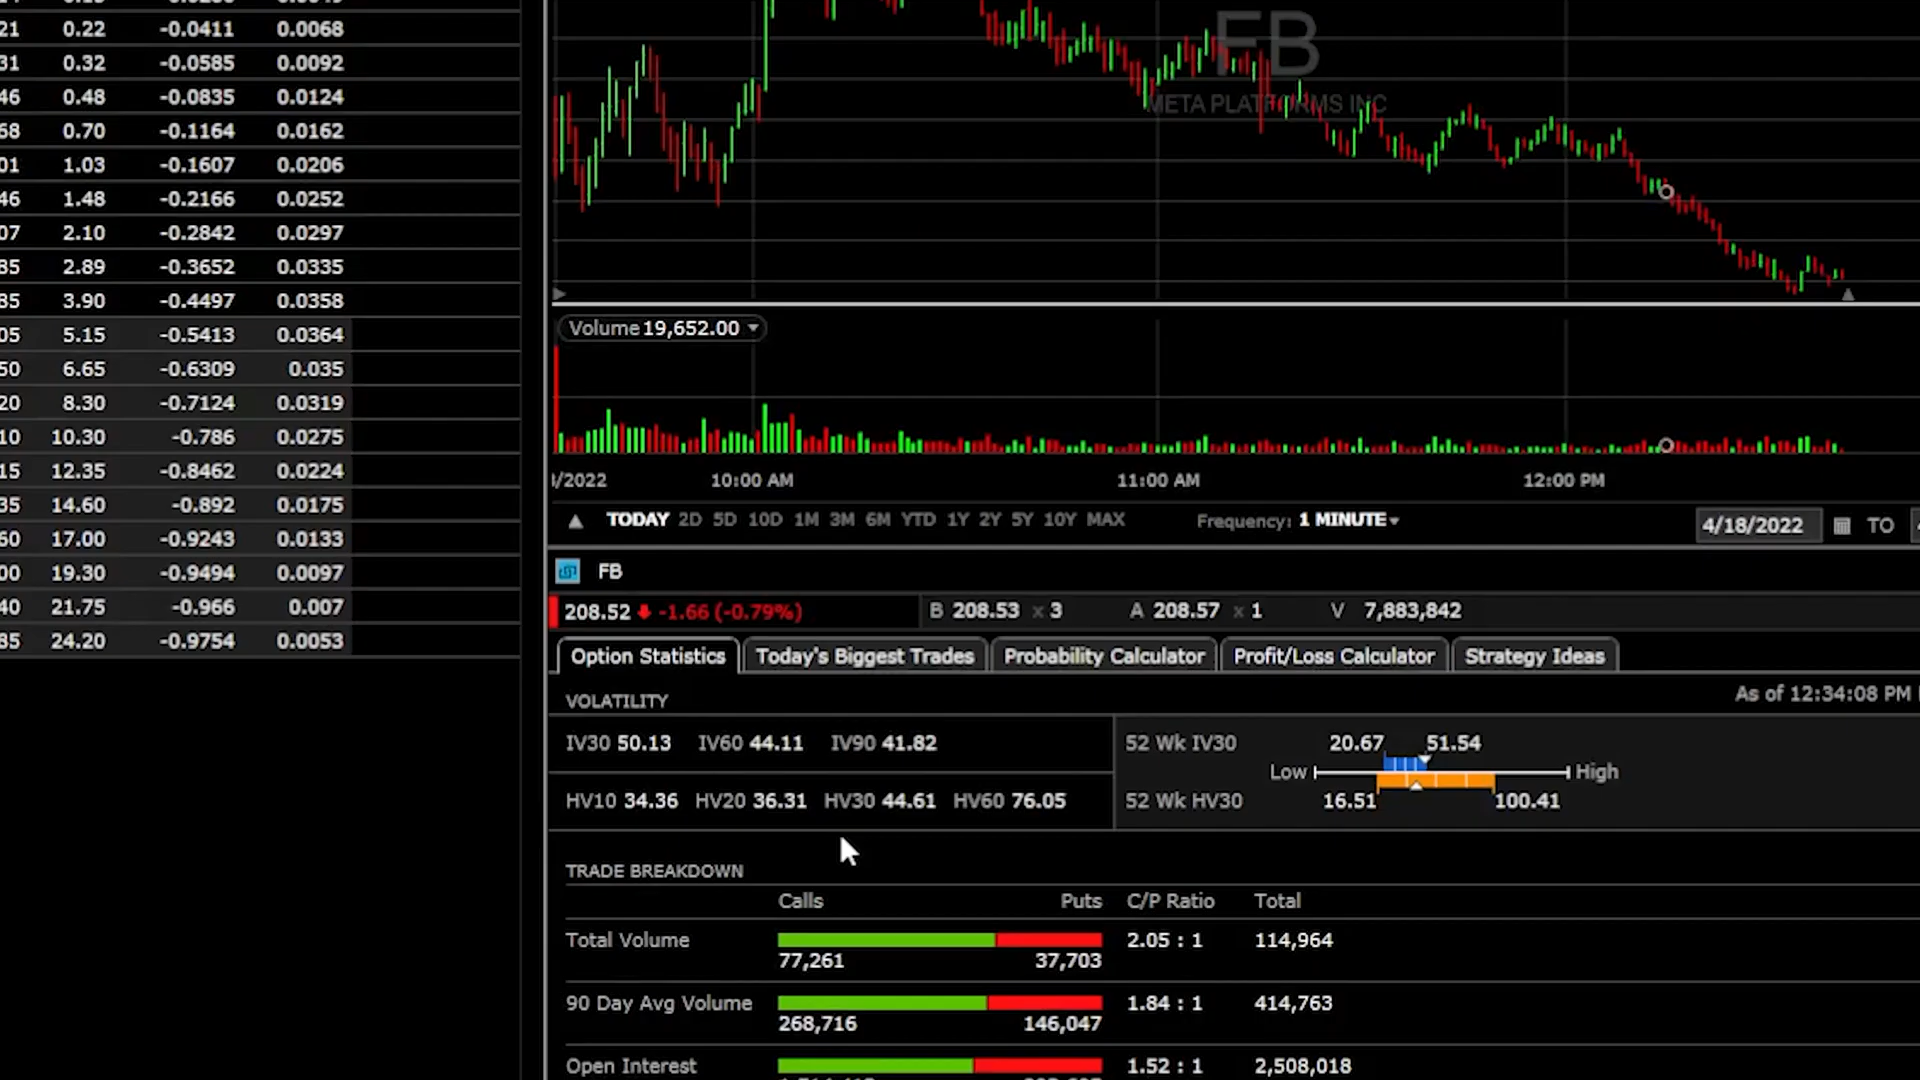 21 0.22 -0.0411 0.0068
31 0.32 -0.0585 0.0092
46 0.48 -0.0835 0.0124
68 0.70 -0.1164 0.0162
01 1.03 -0.1607 0.0206
46 1.48 -0.2166 0.0252
07 2.10 -0.2842 0.0297
85 2.89 -0.3652 0.0335
85 3.90 -0.4497 0.0358
05 5.15 -0.5413 0.0364
50 6.65 -0.6309 0.035
20 8.30 -0.7124 0.0319
10 10.30 -0.786 0.0275
15 12.35 -0.8462 0.0224
35 14.60 -0.892 0.0175
60 17.00 -0.9243 0.0133
00 19.30 -0.9494 0.0097
40 21.75 -0.966 0.007
85 24.20 -0.9754 0.0053
FB
META PLATFORMS INC
Volume 19,652.00
/2022 10:00 AM 11:00 AM 12:00 PM
TODAY 2D 5D 10D 1M 3M 6M YTD 1Y 2Y 5Y 10Y MAX Frequency: 1 MINUTE 4/18/2022 TO
FB
208.52 -1.66 (-0.79%) B 208.53 x 3 A 208.57 x 1 V 7,883,842
Option Statistics Today's Biggest Trades Probability Calculator Profit/Loss Calculator Strategy Ideas
VOLATILITY As of 12:34:08 PM
IV30 50.13 IV60 44.11 IV90 41.82 52 Wk IV30 20.67 51.54
Low High
HV10 34.36 HV20 36.31 HV30 44.61 HV60 76.05 52 Wk HV30 16.51 100.41
TRADE BREAKDOWN
Calls Puts C/P Ratio Total
Total Volume 2.05 : 1 114,964
77,261 37,703
90 Day Avg Volume 1.84 : 1 414,763
268,716 146,047
Open Interest 1.52 : 1 2,508,018